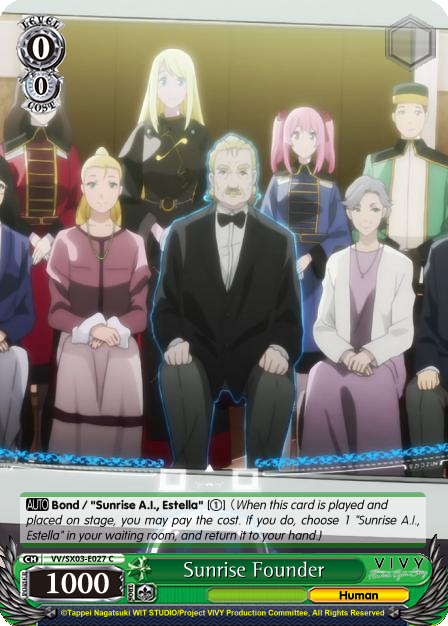 LEVEL
0
0
COST
AUTO Bond / "Sunrise A.I., Estella" [①] (When this card is played and
placed on stage, you may pay the cost. If you do, choose 1 "Sunrise A.I.,
Estella" in your waiting room, and return it to your hand.)
CH VV/SX03-E027 C
POWER 1000 SOUL Sunrise Founder VIVY
Human
©Tappei Nagatsuki WIT STUDIO/Project VIVY Production Committee, All Rights Reserved.